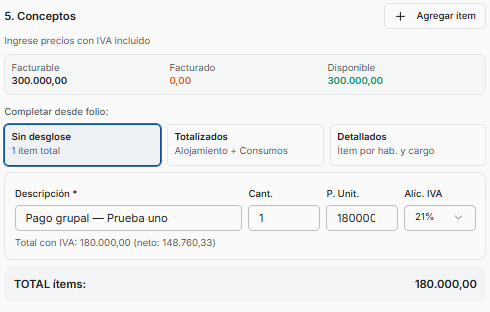 5. Conceptos
+ Agregar ítem
Ingrese precios con IVA incluido
Facturable Facturado Disponible
300.000,00 0,00 300.000,00
Completar desde folio:
Sin desglose Totalizados Detallados
1 ítem total Alojamiento + Consumos Ítem por hab. y cargo
Descripción * Cant. P. Unit. Alíc. IVA
Pago grupal — Prueba uno 1 18000 21%
Total con IVA: 180.000,00 (neto: 148.760,33)
TOTAL ítems: 180.000,00